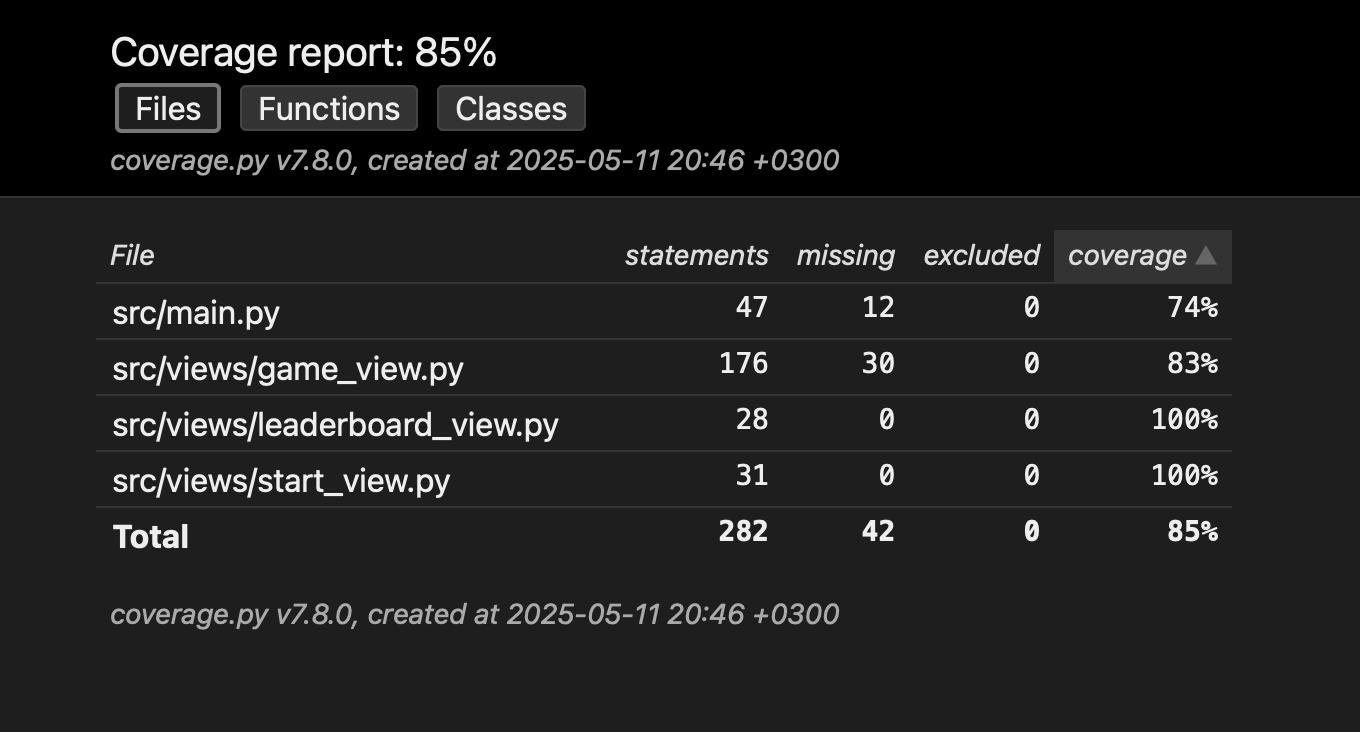 Coverage report: 85%
Files Functions Classes
coverage.py v7.8.0, created at 2025-05-11 20:46 +0300
File statements missing excluded coverage ▲
src/main.py 47 12 0 74%
src/views/game_view.py 176 30 0 83%
src/views/leaderboard_view.py 28 0 0 100%
src/views/start_view.py 31 0 0 100%
Total 282 42 0 85%
coverage.py v7.8.0, created at 2025-05-11 20:46 +0300